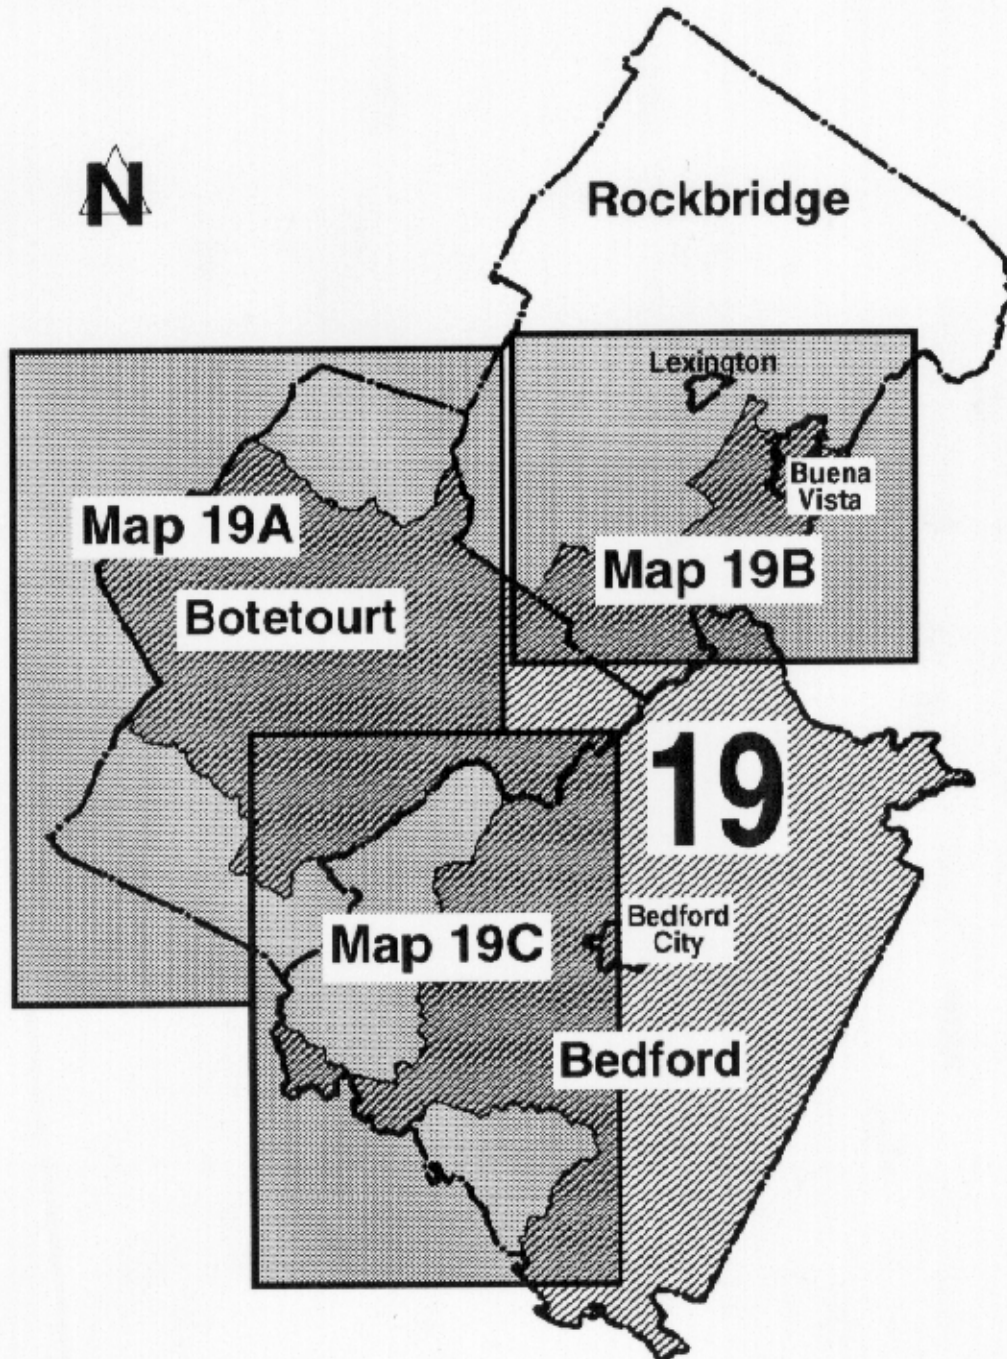 N
Rockbridge
Lexington
Buena
Vista
Map 19A
Map 19B
Botetourt
19
Bedford
City
Map 19C
Bedford